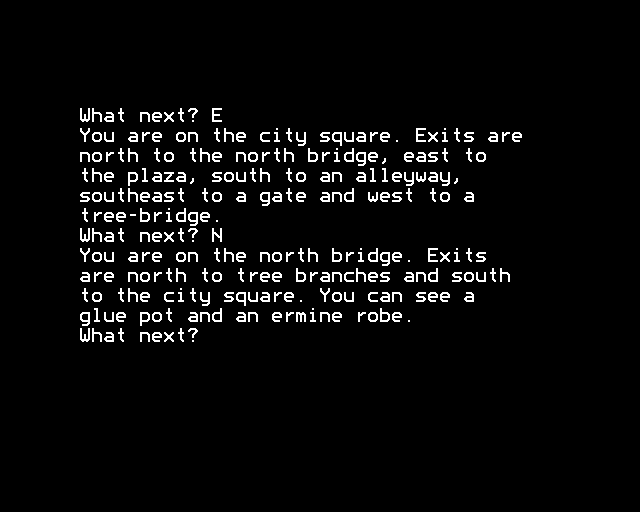 What next? E
You are on the city square. Exits are
north to the north bridge, east to
the plaza, south to an alleyway,
southeast to a gate and west to a
tree-bridge.
What next? N
You are on the north bridge. Exits
are north to tree branches and south
to the city square. You can see a
glue pot and an ermine robe.
What next?